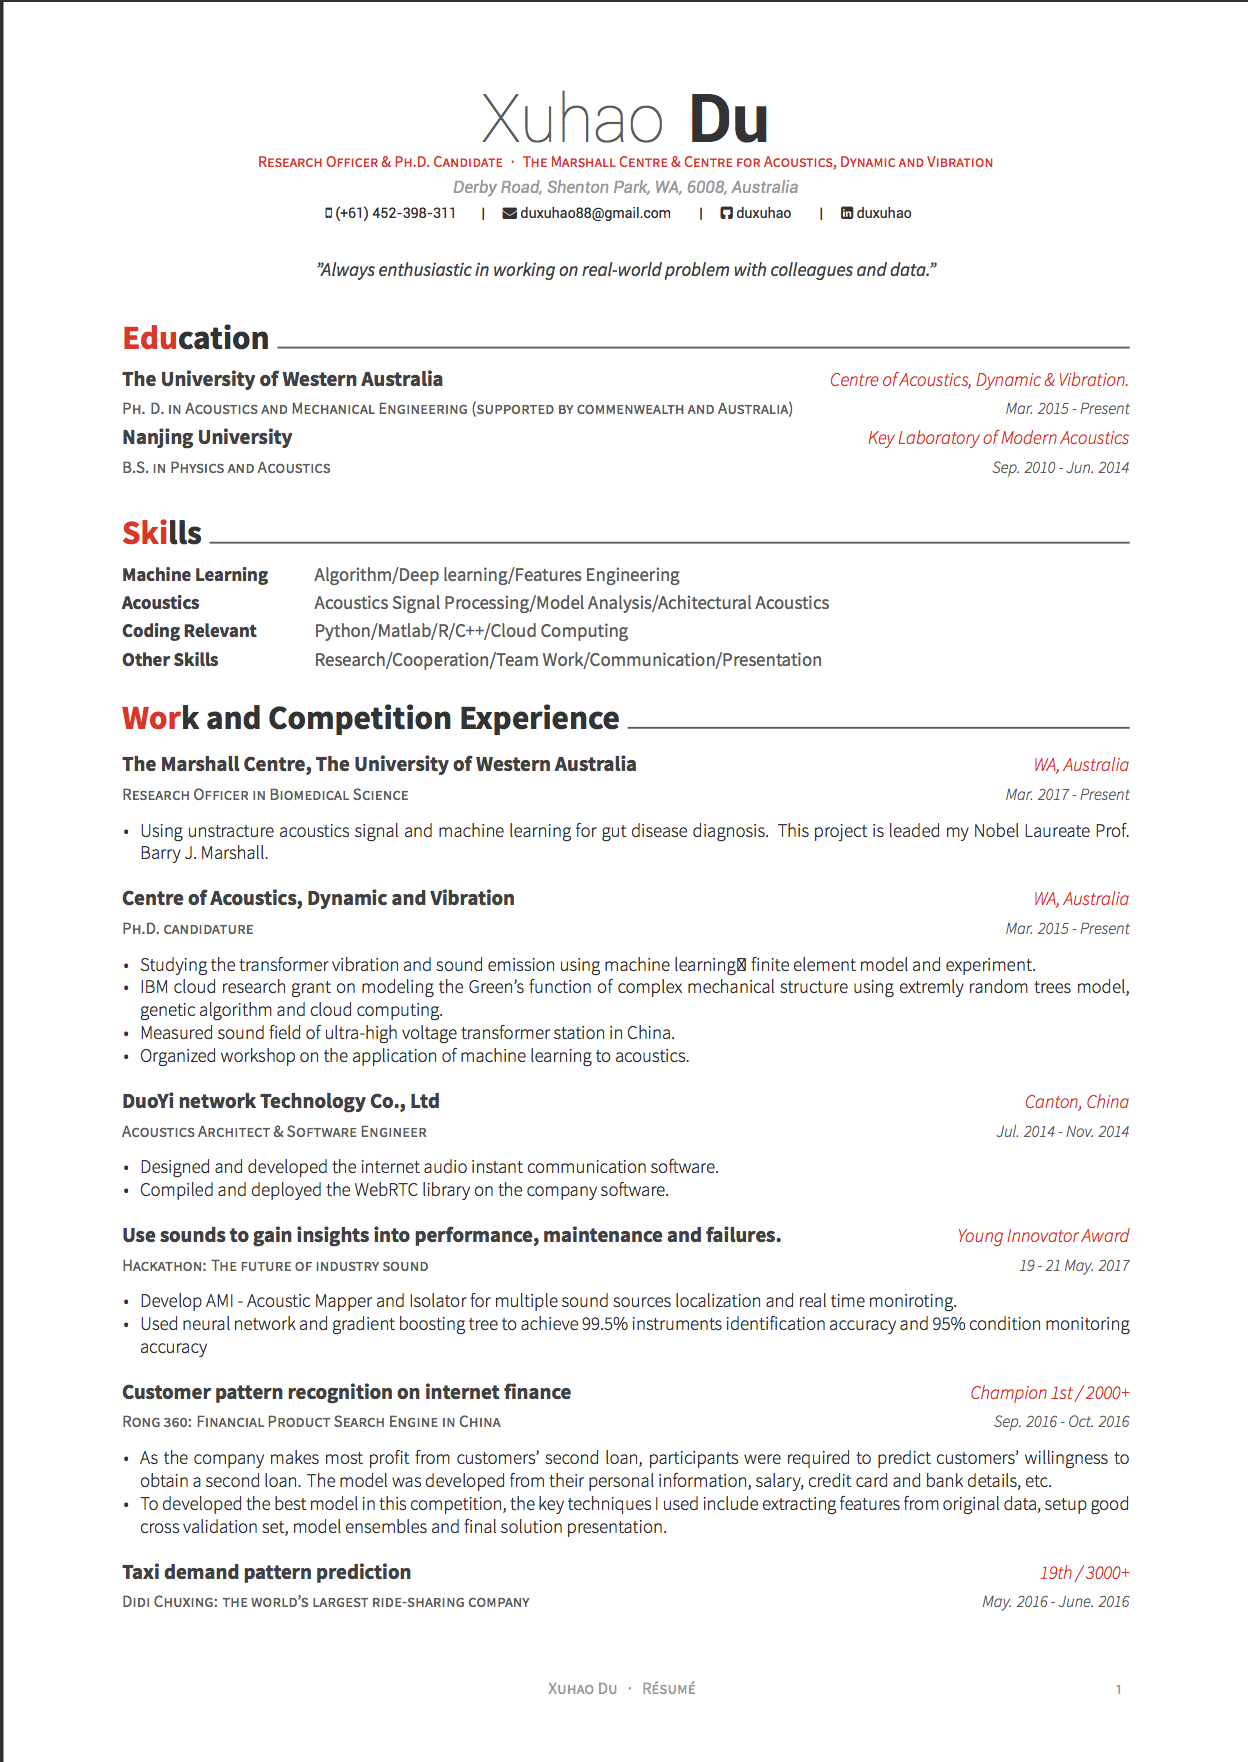 Xuhao Du
Research Officer & Ph.D. Candidate · The Marshall Centre & Centre for Acoustics, Dynamic and Vibration
Derby Road, Shenton Park, WA, 6008, Australia
(+61) 452-398-311 | duxuhao88@gmail.com | duxuhao | duxuhao
”Always enthusiastic in working on real-world problem with colleagues and data.”
Education
The University of Western Australia Centre of Acoustics, Dynamic & Vibration.
Ph. D. in Acoustics and Mechanical Engineering (supported by commenwealth and Australia) Mar. 2015 - Present
Nanjing University Key Laboratory of Modern Acoustics
B.S. in Physics and Acoustics Sep. 2010 - Jun. 2014
Skills
Machine Learning Algorithm/Deep learning/Features Engineering
Acoustics Acoustics Signal Processing/Model Analysis/Achitectural Acoustics
Coding Relevant Python/Matlab/R/C++/Cloud Computing
Other Skills Research/Cooperation/Team Work/Communication/Presentation
Work and Competition Experience
The Marshall Centre, The University of Western Australia WA, Australia
Research Officer in Biomedical Science Mar. 2017 - Present
• Using unstracture acoustics signal and machine learning for gut disease diagnosis. This project is leaded my Nobel Laureate Prof.
Barry J. Marshall.
Centre of Acoustics, Dynamic and Vibration WA, Australia
Ph.D. candidature Mar. 2015 - Present
• Studying the transformer vibration and sound emission using machine learning finite element model and experiment.
• IBM cloud research grant on modeling the Green’s function of complex mechanical structure using extremly random trees model,
genetic algorithm and cloud computing.
• Measured sound field of ultra-high voltage transformer station in China.
• Organized workshop on the application of machine learning to acoustics.
DuoYi network Technology Co., Ltd Canton, China
Acoustics Architect & Software Engineer Jul. 2014 - Nov. 2014
• Designed and developed the internet audio instant communication software.
• Compiled and deployed the WebRTC library on the company software.
Use sounds to gain insights into performance, maintenance and failures. Young Innovator Award
Hackathon: The future of industry sound 19 - 21 May. 2017
• Develop AMI - Acoustic Mapper and Isolator for multiple sound sources localization and real time moniroting.
• Used neural network and gradient boosting tree to achieve 99.5% instruments identification accuracy and 95% condition monitoring
accuracy
Customer pattern recognition on internet finance Champion 1st / 2000+
Rong 360: Financial Product Search Engine in China Sep. 2016 - Oct. 2016
• As the company makes most profit from customers’ second loan, participants were required to predict customers’ willingness to
obtain a second loan. The model was developed from their personal information, salary, credit card and bank details, etc.
• To developed the best model in this competition, the key techniques I used include extracting features from original data, setup good
cross validation set, model ensembles and final solution presentation.
Taxi demand pattern prediction 19th / 3000+
Didi Chuxing: the world’s largest ride-sharing company May. 2016 - June. 2016
Xuhao Du · Résumé 1